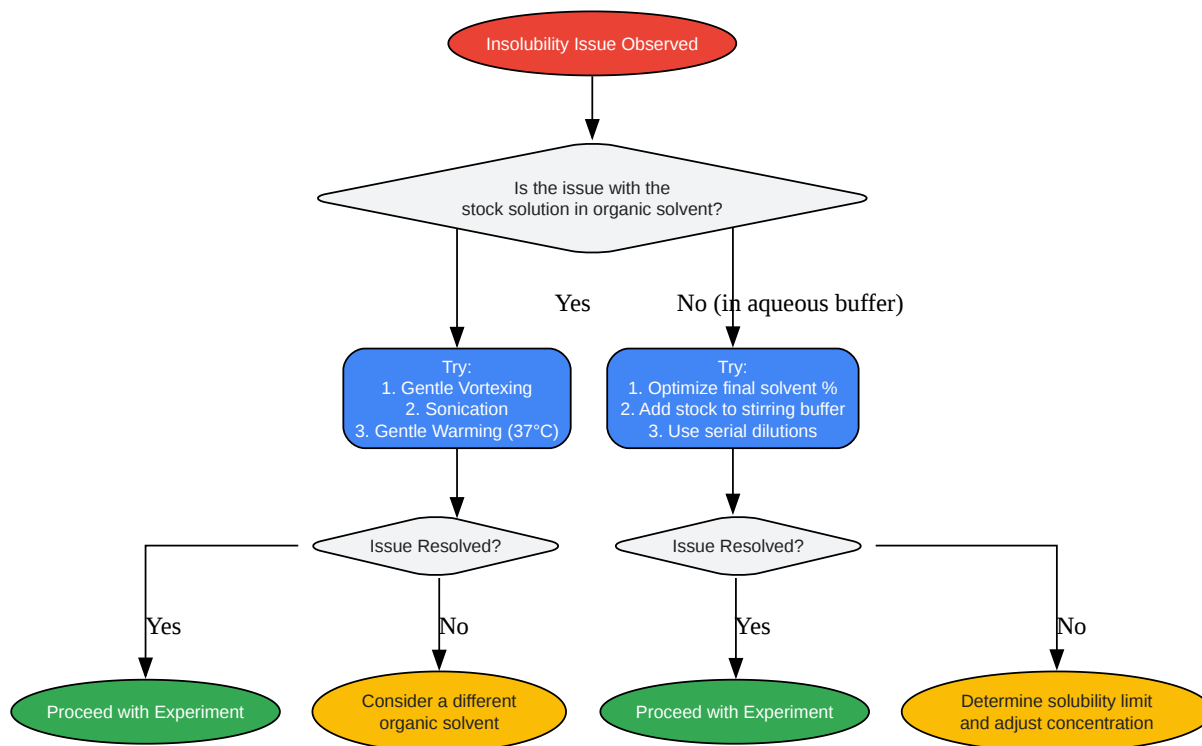 Insolubility Issue Observed
Is the issue with the
stock solution in organic solvent?
Yes
No (in aqueous buffer)
Try:
1. Gentle Vortexing
2. Sonication
3. Gentle Warming (37°C)
Try:
1. Optimize final solvent %
2. Add stock to stirring buffer
3. Use serial dilutions
Issue Resolved?
Issue Resolved?
Yes
No
Yes
No
Proceed with Experiment
Consider a different
organic solvent
Proceed with Experiment
Determine solubility limit
and adjust concentration